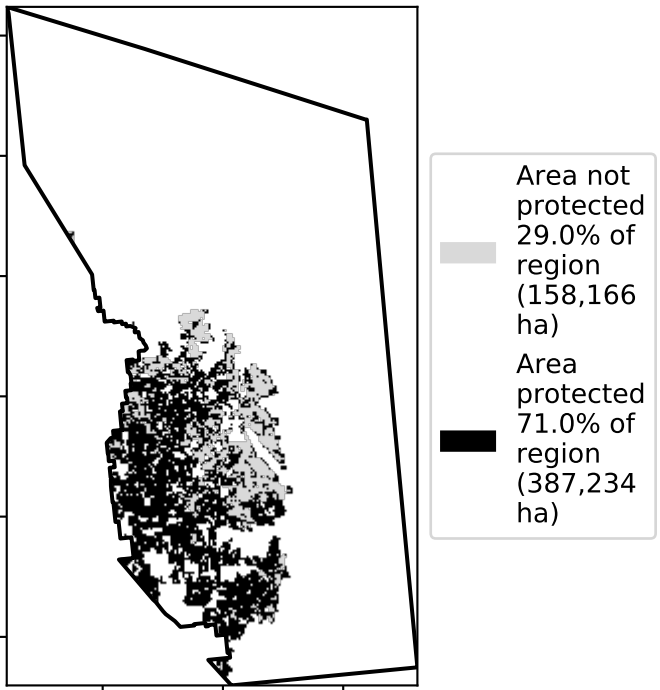 Area not
protected
29.0% of
region
(158,166
ha)
Area
protected
71.0% of
region
(387,234
ha)